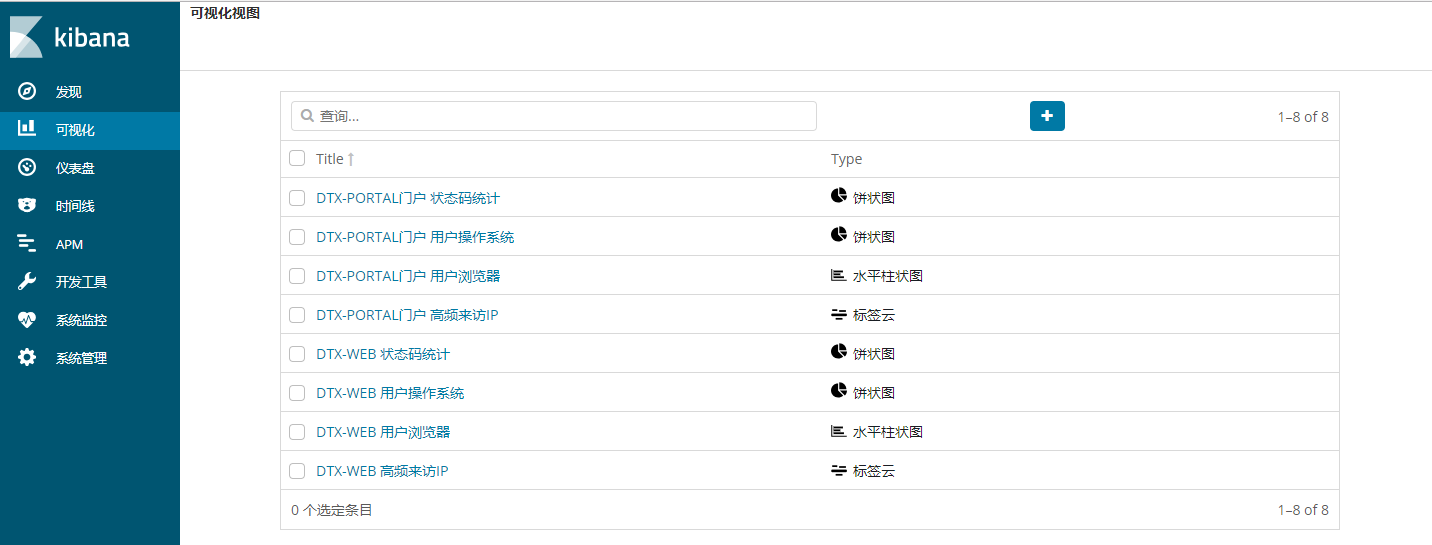 可视化视图
kibana
发现
可视化
仪表盘
时间线
APM
开发工具
系统监控
系统管理
查询...
1–8 of 8
Title Type
DTX-PORTAL门户 状态码统计 饼状图
DTX-PORTAL门户 用户操作系统 饼状图
DTX-PORTAL门户 用户浏览器 水平柱状图
DTX-PORTAL门户 高频来访IP 标签云
DTX-WEB 状态码统计 饼状图
DTX-WEB 用户操作系统 饼状图
DTX-WEB 用户浏览器 水平柱状图
DTX-WEB 高频来访IP 标签云
0 个选定条目 1–8 of 8